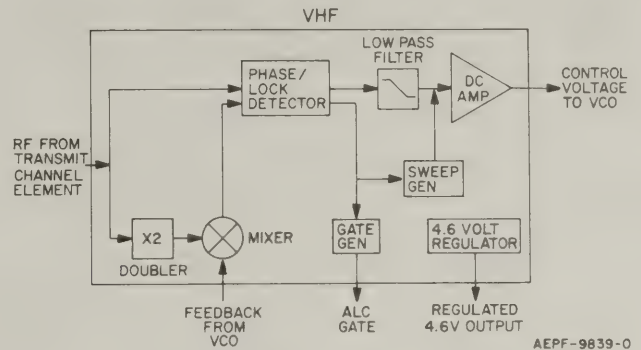 VHF
LOW PASS
FILTER
PHASE/
LOCK
DETECTOR
DC
AMP
CONTROL
VOLTAGE
TO VCO
RF FROM
TRANSMIT
CHANNEL
ELEMENT
SWEEP
GEN
X2
DOUBLER
MIXER
GATE
GEN
4.6 VOLT
REGULATOR
FEEDBACK
FROM
VCO
ALC
GATE
REGULATED
4.6V OUTPUT
AEPF-9839-O